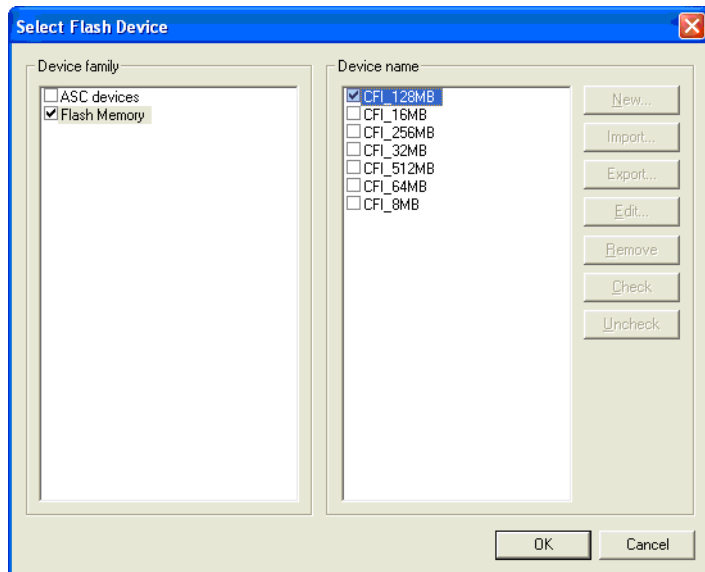 Select Flash Device
Device family
ASC devices
Flash Memory
Device name
CFI_128MB
CFI_16MB
CFI_256MB
CFI_32MB
CFI_512MB
CFI_64MB
CFI_8MB
New...
Import...
Export...
Edit...
Remove
Check
Uncheck
OK
Cancel